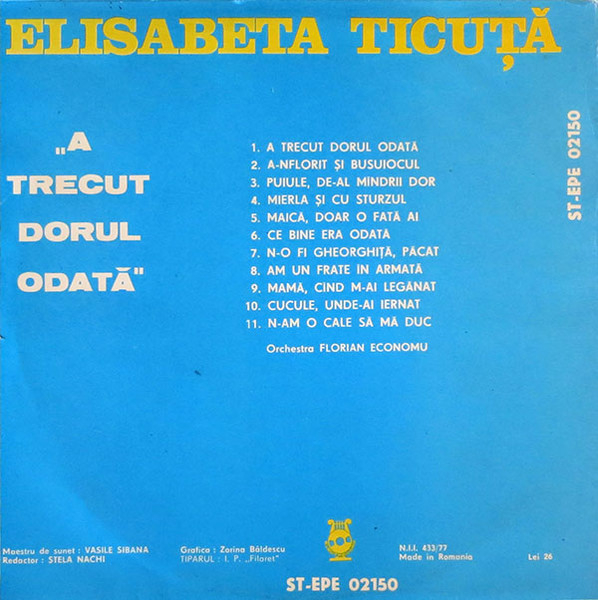 ELISABETA TICUȚĂ
„A
TRECUT
DORUL
ODATĂ"
1. A TRECUT DORUL ODATĂ
2. A-NFLORIT ȘI BUSUIOCUL
3. PUIULE, DE-AL MÎNDRII DOR
4. MIERLA ȘI CU STURZUL
5. MAICĂ, DOAR O FATĂ AI
6. CE BINE ERA ODATĂ
7. N-O FI GHEORGHIȚĂ, PĂCAT
8. AM UN FRATE ÎN ARMATĂ
9. MAMĂ, CÎND M-AI LEGĂNAT
10. CUCULE, UNDE-AI IERNAT
11. N-AM O CALE SĂ MĂ DUC
Orchestra FLORIAN ECONOMU
ST-EPE 02150
Maestru de sunet : VASILE SIBANA
Redactor : STELA NACHI
Grafica : Zorina Băldescu
TIPARUL : I. P. „Filaret"
N.I.I. 433/77
Made in Romania
Lei 26
ST-EPE 02150